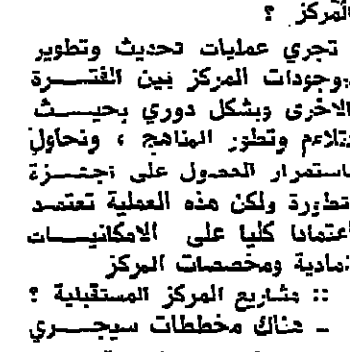 المركز ؟
تجري عمليات تحديث وتطوير
موجودات المركز بين الفتـــرة
الاخرى وبشكل دوري بحيـــث
تتلاءم وتطور المناهج ، ونحاول
باستمرار الحصول على اجهـــزة
متطورة ولكن هذه العملية تعتمـد
اعتمادا كليا على الامكانيـــات
المادية ومخصصات المركز
:: مشاريع المركز المستقبلية ؟
ـ هناك مخططات سيجـــري